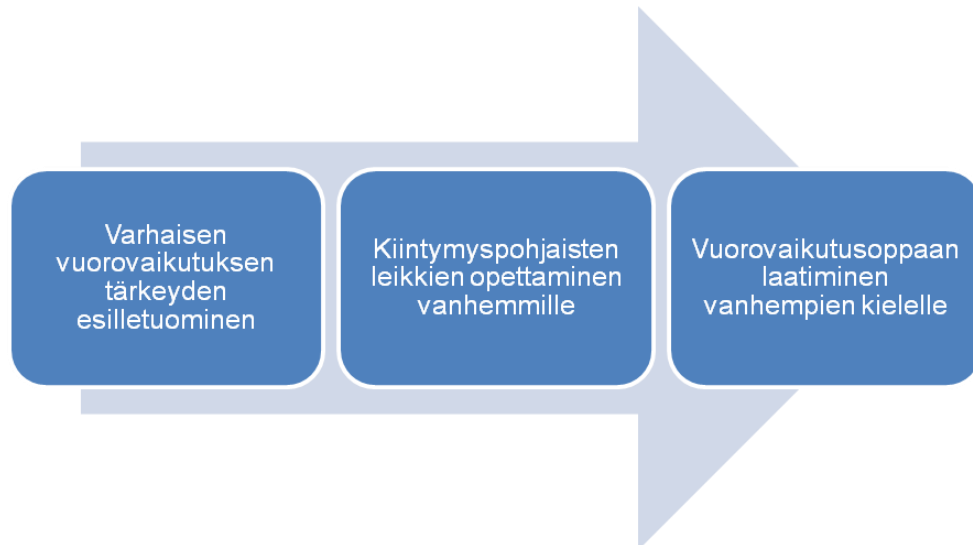 Varhaisen
vuorovaikutuksen
tärkeyden
esilletuominen
Kiintymyspohjaisten
leikkien opettaminen
vanhemmille
Vuorovaikutusoppaan
laatiminen
vanhempien kielelle